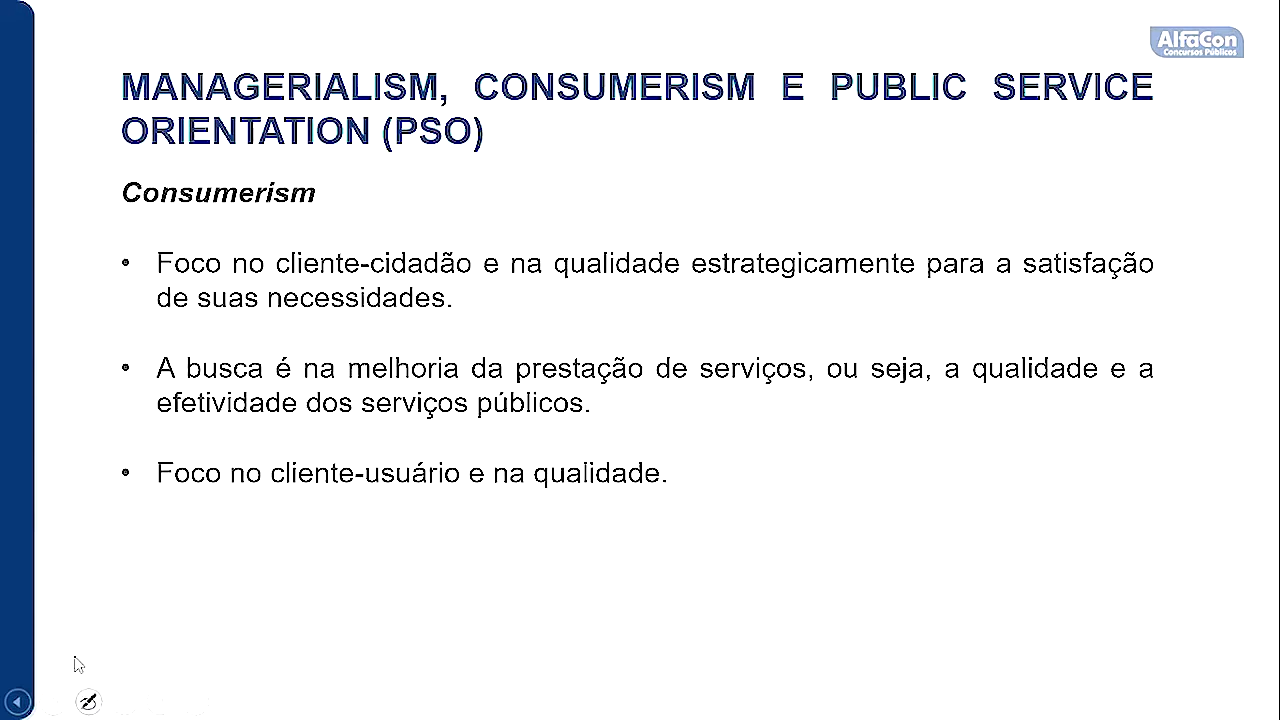 AlfaCon
Concursos Públicos
MANAGERIALISM, CONSUMERISM E PUBLIC SERVICE
ORIENTATION (PSO)
Consumerism
• Foco no cliente-cidadão e na qualidade estrategicamente para a satisfação
de suas necessidades.
• A busca é na melhoria da prestação de serviços, ou seja, a qualidade e a
efetividade dos serviços públicos.
• Foco no cliente-usuário e na qualidade.